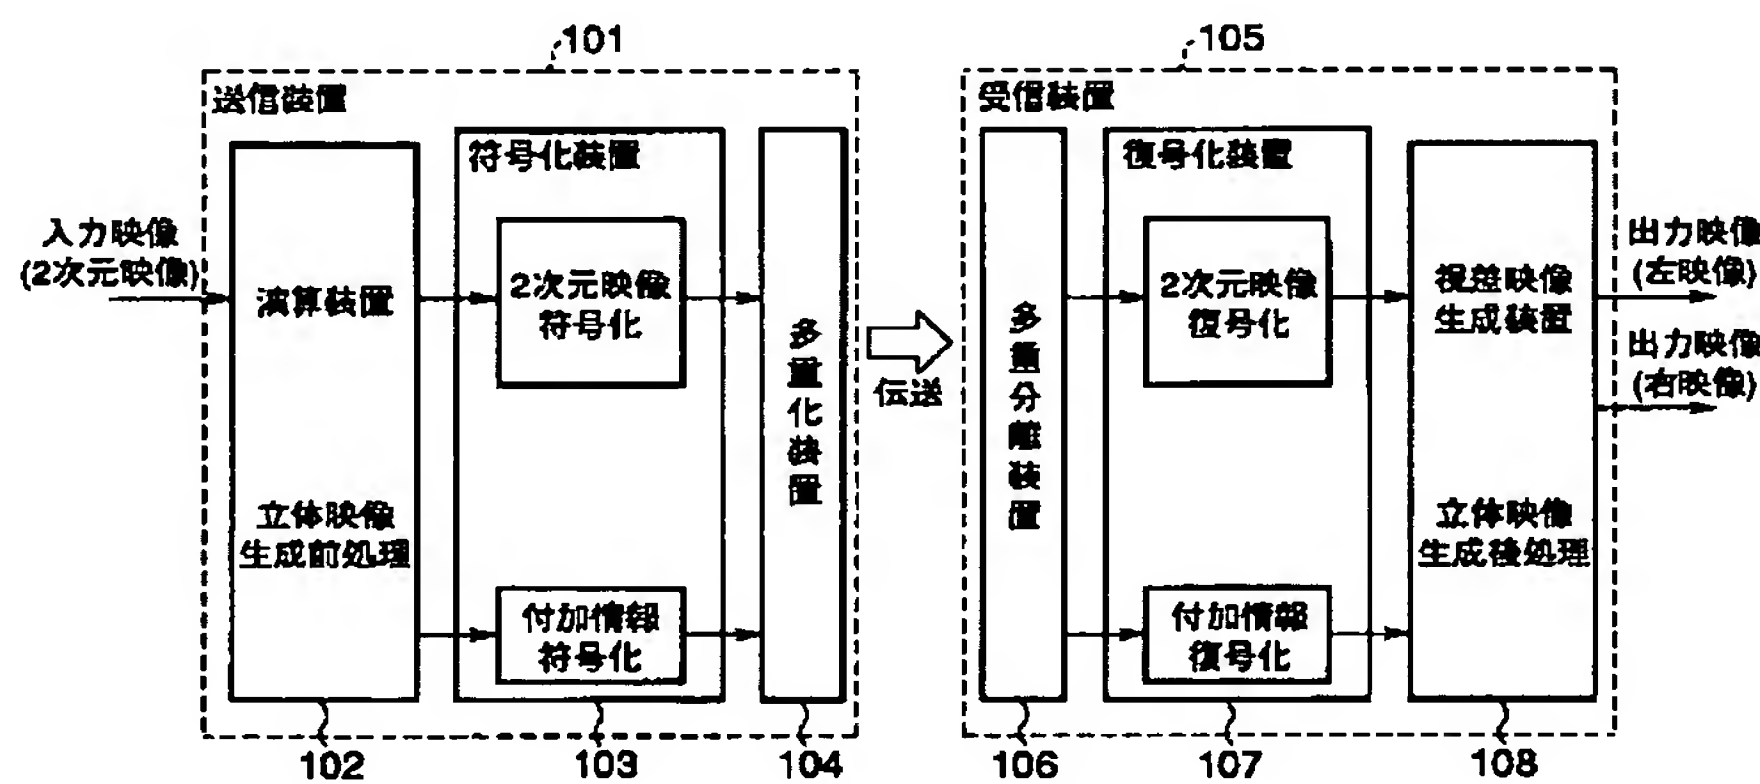 101
送信装置
入力映像
(2次元映像)
演算装置
立体映像
生成前処理
102
符号化装置
2次元映像
符号化
付加情報
符号化
103
多重化装置
104
伝送
105
受信装置
多重分離装置
106
復号化装置
2次元映像
復号化
付加情報
復号化
107
視差映像
生成装置
立体映像
生成後処理
108
出力映像
(左映像)
出力映像
(右映像)